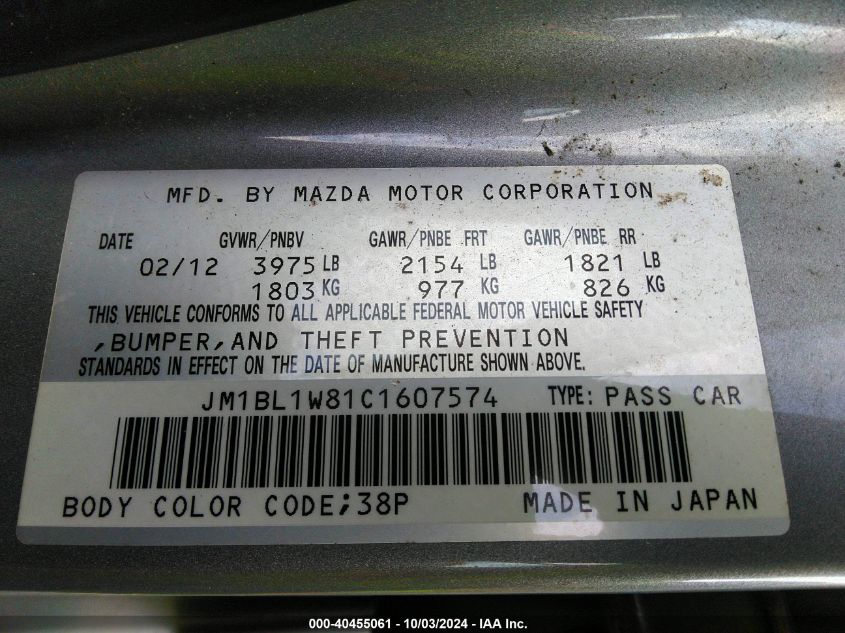 MFD. BY MAZDA MOTOR CORPORATION
DATE GVWR/PNBV GAWR/PNBE FRT GAWR/PNBE RR
02/12 3975 LB 2154 LB 1821 LB
1803 KG 977 KG 826 KG
THIS VEHICLE CONFORMS TO ALL APPLICABLE FEDERAL MOTOR VEHICLE SAFETY
,BUMPER,AND THEFT PREVENTION
STANDARDS IN EFFECT ON THE DATE OF MANUFACTURE SHOWN ABOVE.
JM1BL1W81C1607574 TYPE: PASS CAR
BODY COLOR CODE;38P MADE IN JAPAN
000-40455061 - 10/03/2024 - IAA Inc.